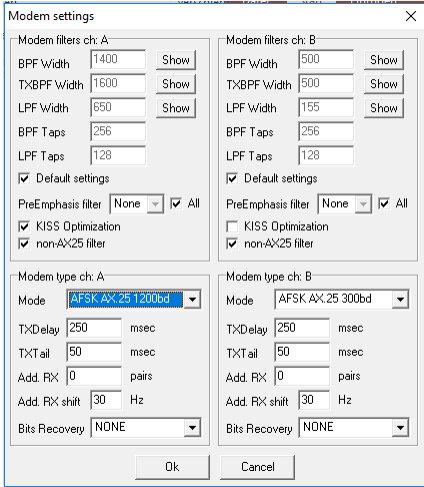 Modem settings
Modem filters ch: A
BPF Width 1400 Show
TXBPF Width 1600 Show
LPF Width 650 Show
BPF Taps 256
LPF Taps 128
Default settings
PreEmphasis filter None All
KISS Optimization
non-AX25 filter
Modem filters ch: B
BPF Width 500 Show
TXBPF Width 500 Show
LPF Width 155 Show
BPF Taps 256
LPF Taps 128
Default settings
PreEmphasis filter None All
KISS Optimization
non-AX25 filter
Modem type ch: A
Mode AFSK AX.25 1200bd
TXDelay 250 msec
TXTail 50 msec
Add. RX 0 pairs
Add. RX shift 30 Hz
Bits Recovery NONE
Modem type ch: B
Mode AFSK AX.25 300bd
TXDelay 250 msec
TXTail 50 msec
Add. RX 0 pairs
Add. RX shift 30 Hz
Bits Recovery NONE
Ok Cancel